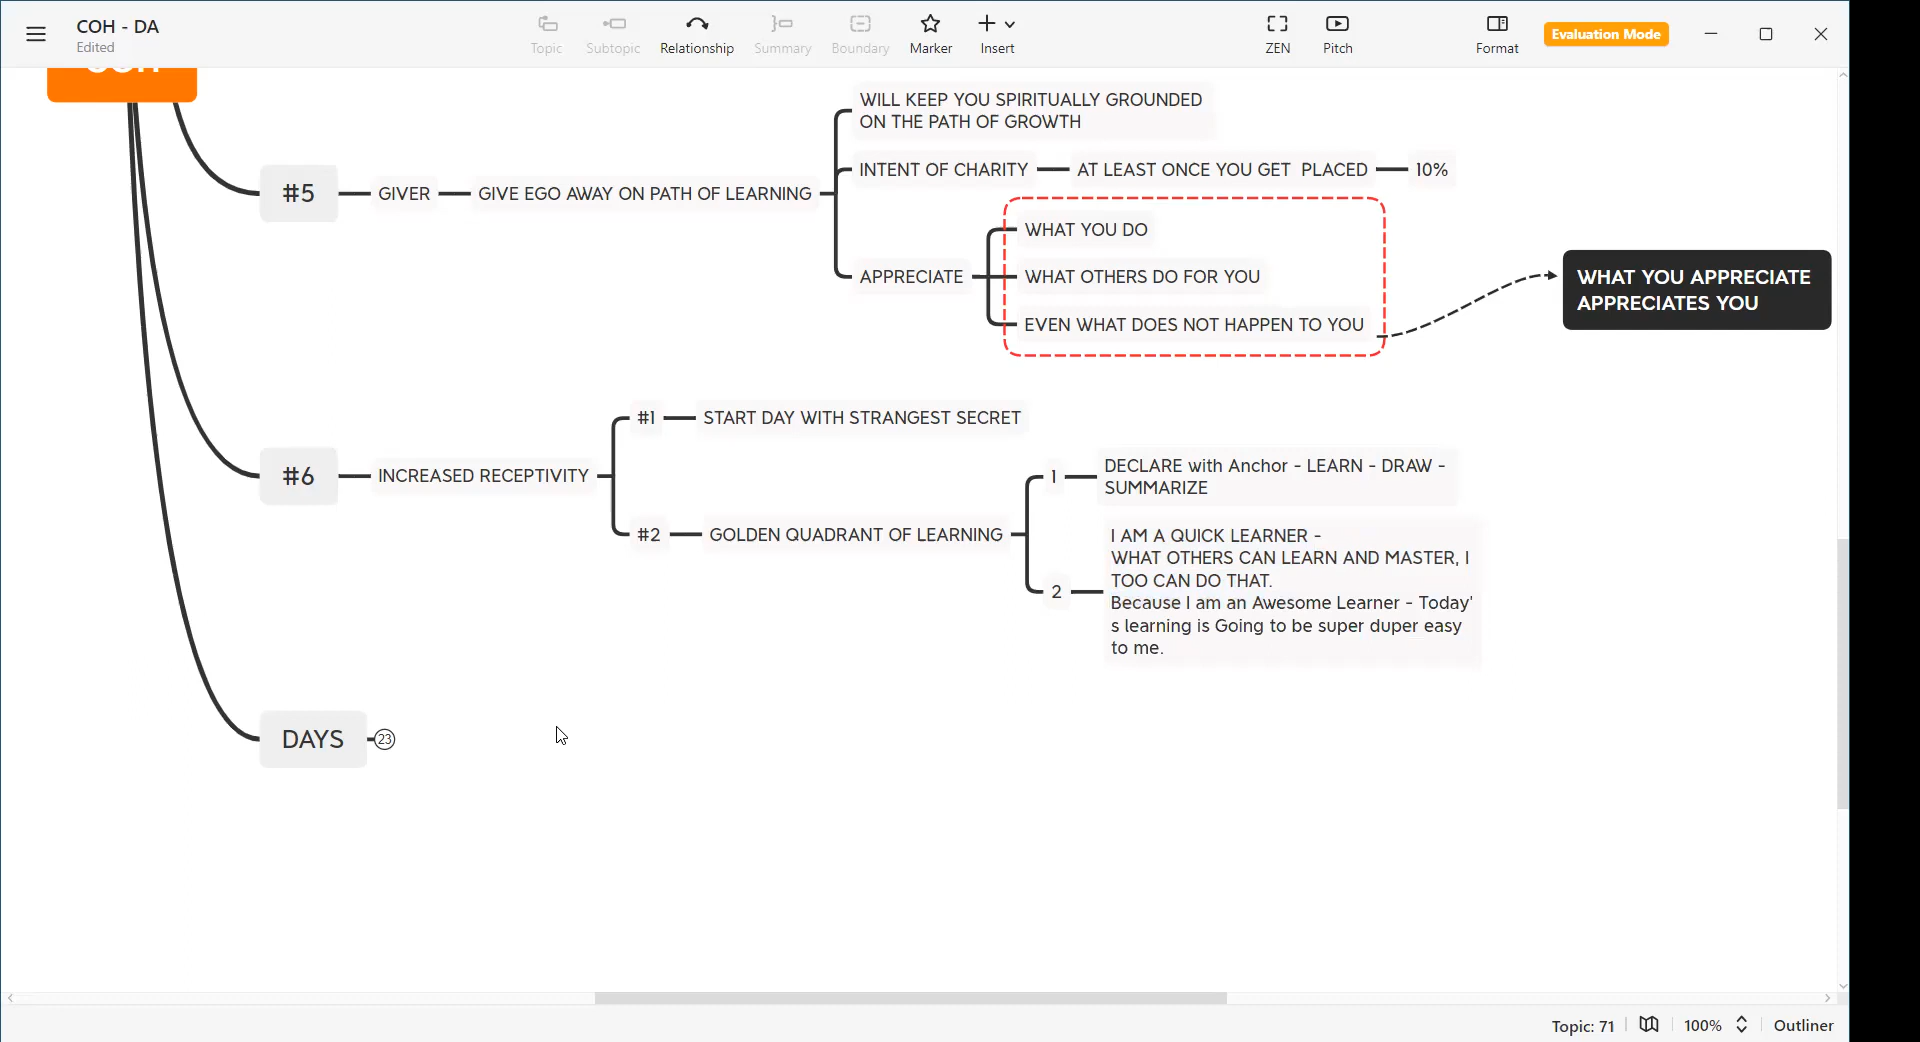 COH - DA
Edited
Topic
Subtopic
Relationship
Summary
Boundary
Marker
Insert
ZEN
Pitch
Format
Evaluation Mode
COH
WILL KEEP YOU SPIRITUALLY GROUNDED
ON THE PATH OF GROWTH
INTENT OF CHARITY
AT LEAST ONCE YOU GET  PLACED
10%
#5
GIVER
GIVE EGO AWAY ON PATH OF LEARNING
WHAT YOU DO
APPRECIATE
WHAT OTHERS DO FOR YOU
EVEN WHAT DOES NOT HAPPEN TO YOU
WHAT YOU APPRECIATE
APPRECIATES YOU
#1
START DAY WITH STRANGEST SECRET
#6
INCREASED RECEPTIVITY
1
DECLARE with Anchor - LEARN - DRAW -
SUMMARIZE
#2
GOLDEN QUADRANT OF LEARNING
2
I AM A QUICK LEARNER -
WHAT OTHERS CAN LEARN AND MASTER, I
TOO CAN DO THAT.
Because I am an Awesome Learner - Today'
s learning is Going to be super duper easy
to me.
DAYS
23
Topic: 71
100%
Outliner